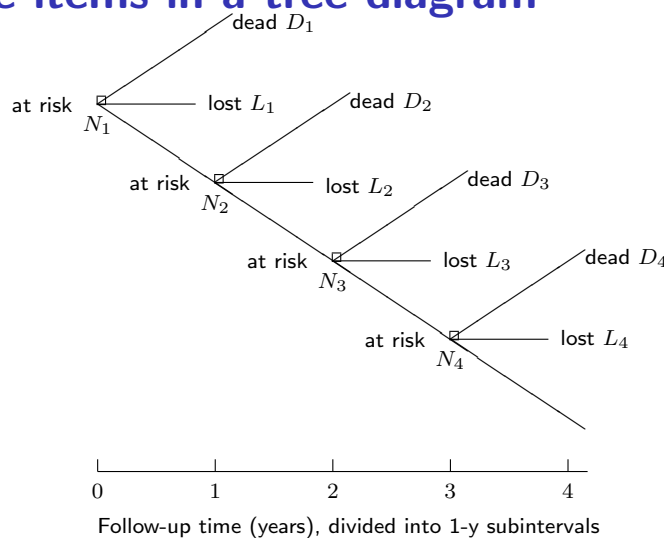 e items in a tree diagram
dead D₁
at risk
lost L₁
N₁
dead D₂
at risk
lost L₂
N₂
dead D₃
at risk
lost L₃
N₃
dead D₄
at risk
lost L₄
N₄
0 1 2 3 4
Follow-up time (years), divided into 1-y subintervals